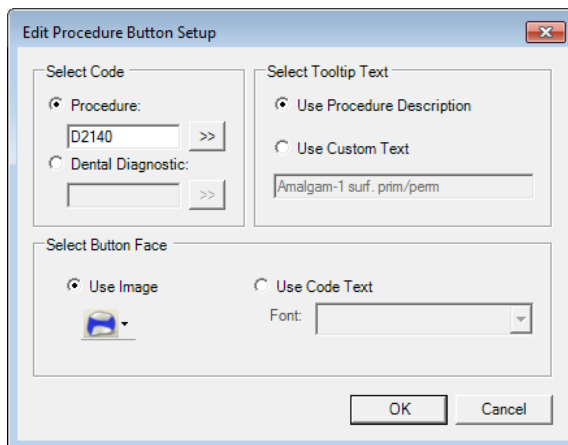 Edit Procedure Button Setup
Select Code
Procedure:
D2140
>>
Dental Diagnostic:
>>
Select Tooltip Text
Use Procedure Description
Use Custom Text
Amalgam-1 surf. prim/perm
Select Button Face
Use Image
Use Code Text
Font:
OK
Cancel